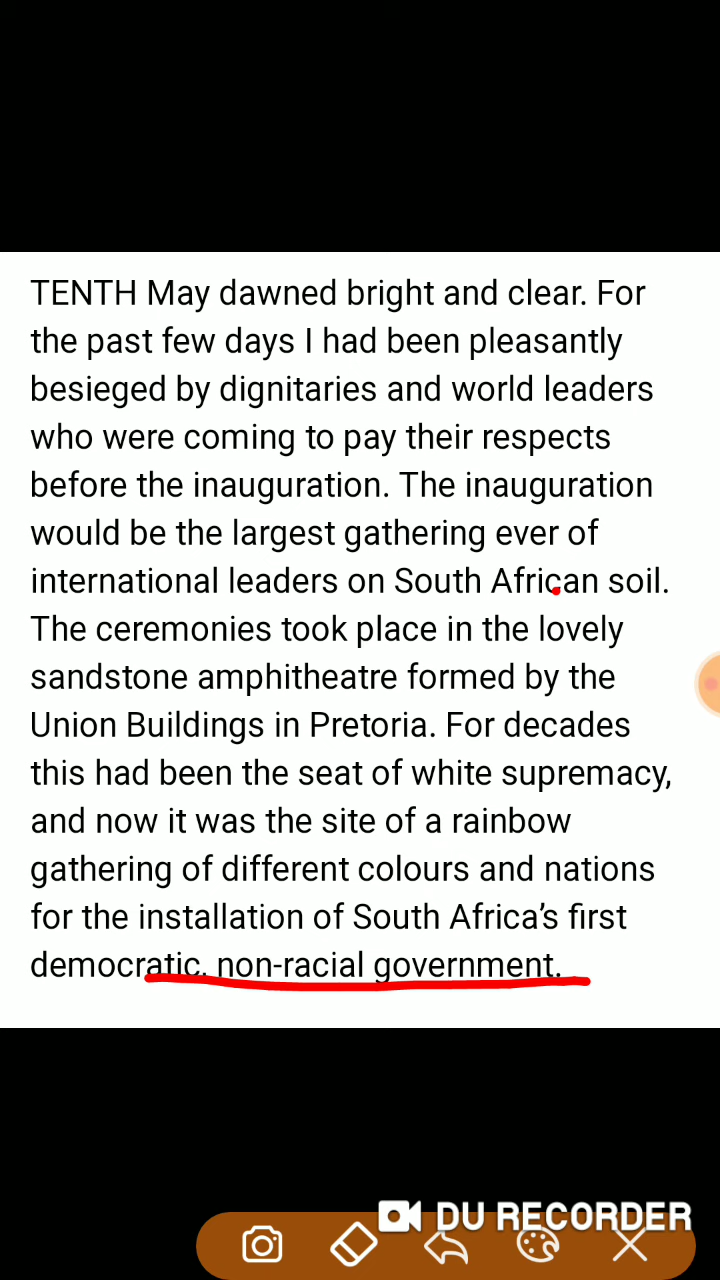 TENTH May dawned bright and clear. For
the past few days I had been pleasantly
besieged by dignitaries and world leaders
who were coming to pay their respects
before the inauguration. The inauguration
would be the largest gathering ever of
international leaders on South African soil.
The ceremonies took place in the lovely
sandstone amphitheatre formed by the
Union Buildings in Pretoria. For decades
this had been the seat of white supremacy,
and now it was the site of a rainbow
gathering of different colours and nations
for the installation of South Africa’s first
democratic, non-racial government.
DU RECORDER